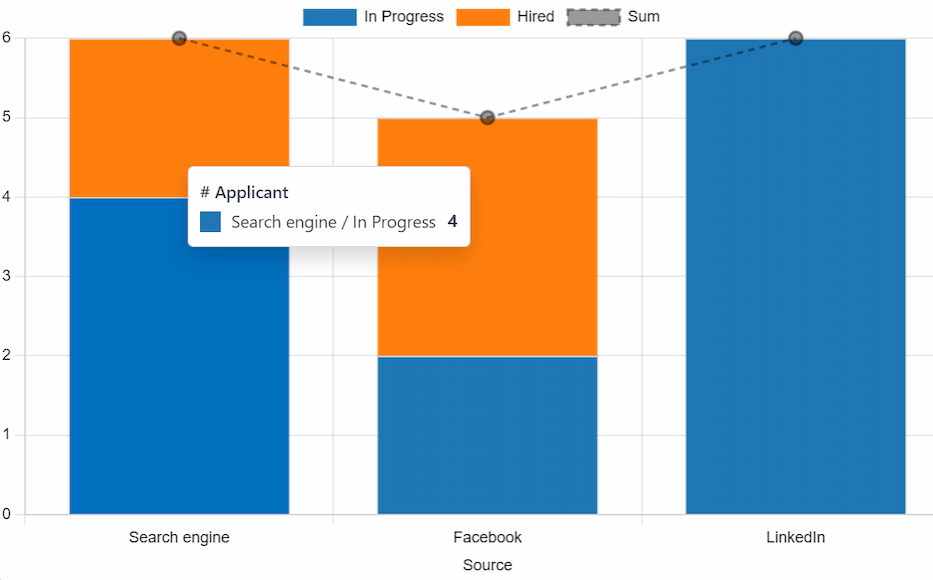 In Progress Hired Sum
6
5
4
3
2
1
0
# Applicant
Search engine / In Progress 4
Search engine Facebook LinkedIn
Source